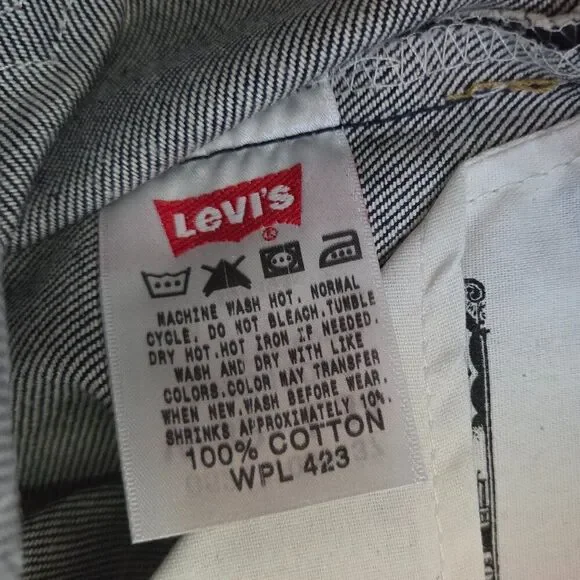 LEVI'S
®
MACHINE WASH HOT, NORMAL
CYCLE. DO NOT BLEACH.TUMBLE
DRY HOT.HOT IRON IF NEEDED.
WASH AND DRY WITH LIKE
COLORS.COLOR MAY TRANSFER
WHEN NEW.WASH BEFORE WEAR.
SHRINKS APPROXIMATELY 10%.
100% COTTON
WPL 423